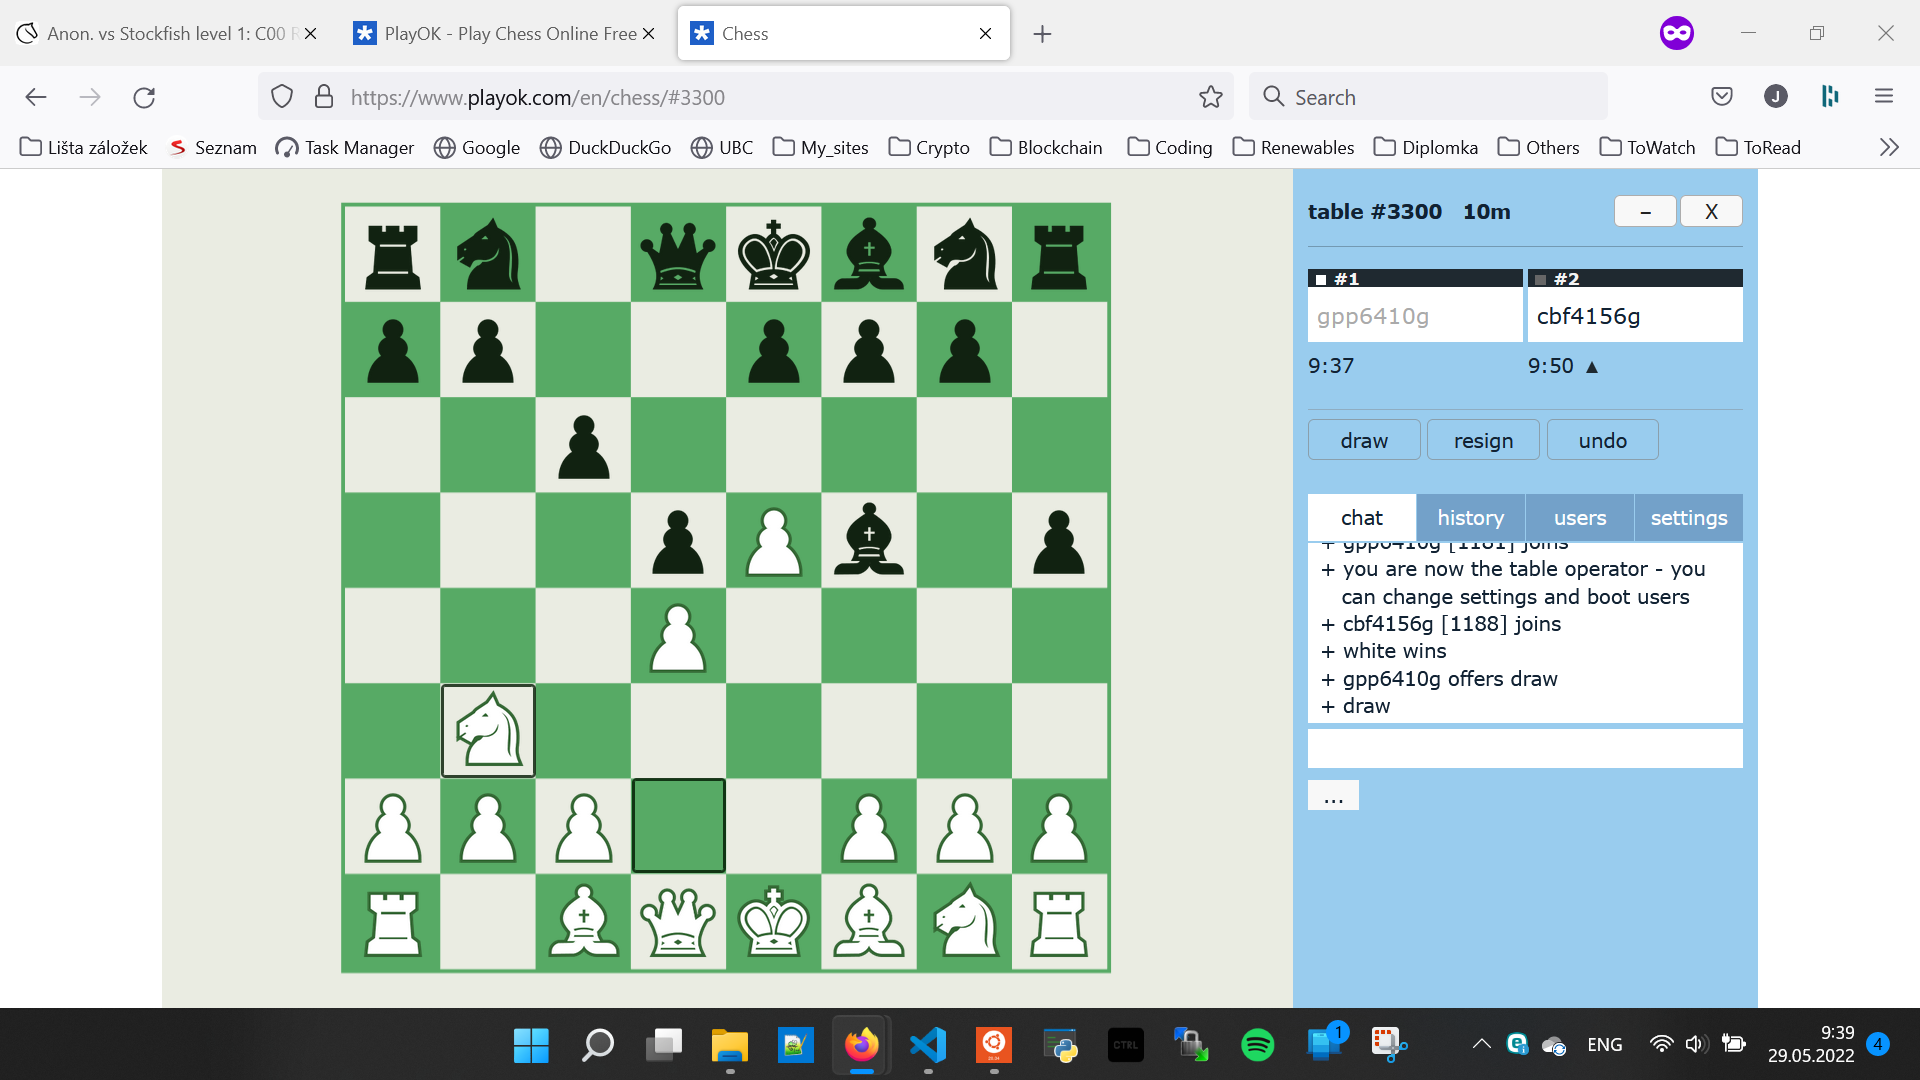 Anon. vs Stockfish level 1: C00
PlayOK - Play Chess Online Free
Chess
https://www.playok.com/en/chess/#3300
Search
J
Lišta záložek
Seznam
Task Manager
Google
DuckDuckGo
UBC
My_sites
Crypto
Blockchain
Coding
Renewables
Diplomka
Others
ToWatch
ToRead
table #3300 10m
–
X
#1
#2
gpp6410g
cbf4156g
9:37
9:50 ▲
draw
resign
undo
chat
history
users
settings
+ gpp6410g [1181] joins
+ you are now the table operator - you
can change settings and boot users
+ cbf4156g [1188] joins
+ white wins
+ gpp6410g offers draw
+ draw
...
CTRL
1
ENG
9:39
29.05.2022
4